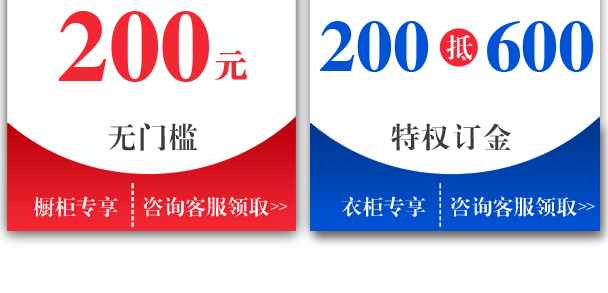 200元
无门槛
橱柜专享 咨询客服领取>>
200抵600
特权订金
衣柜专享 咨询客服领取>>